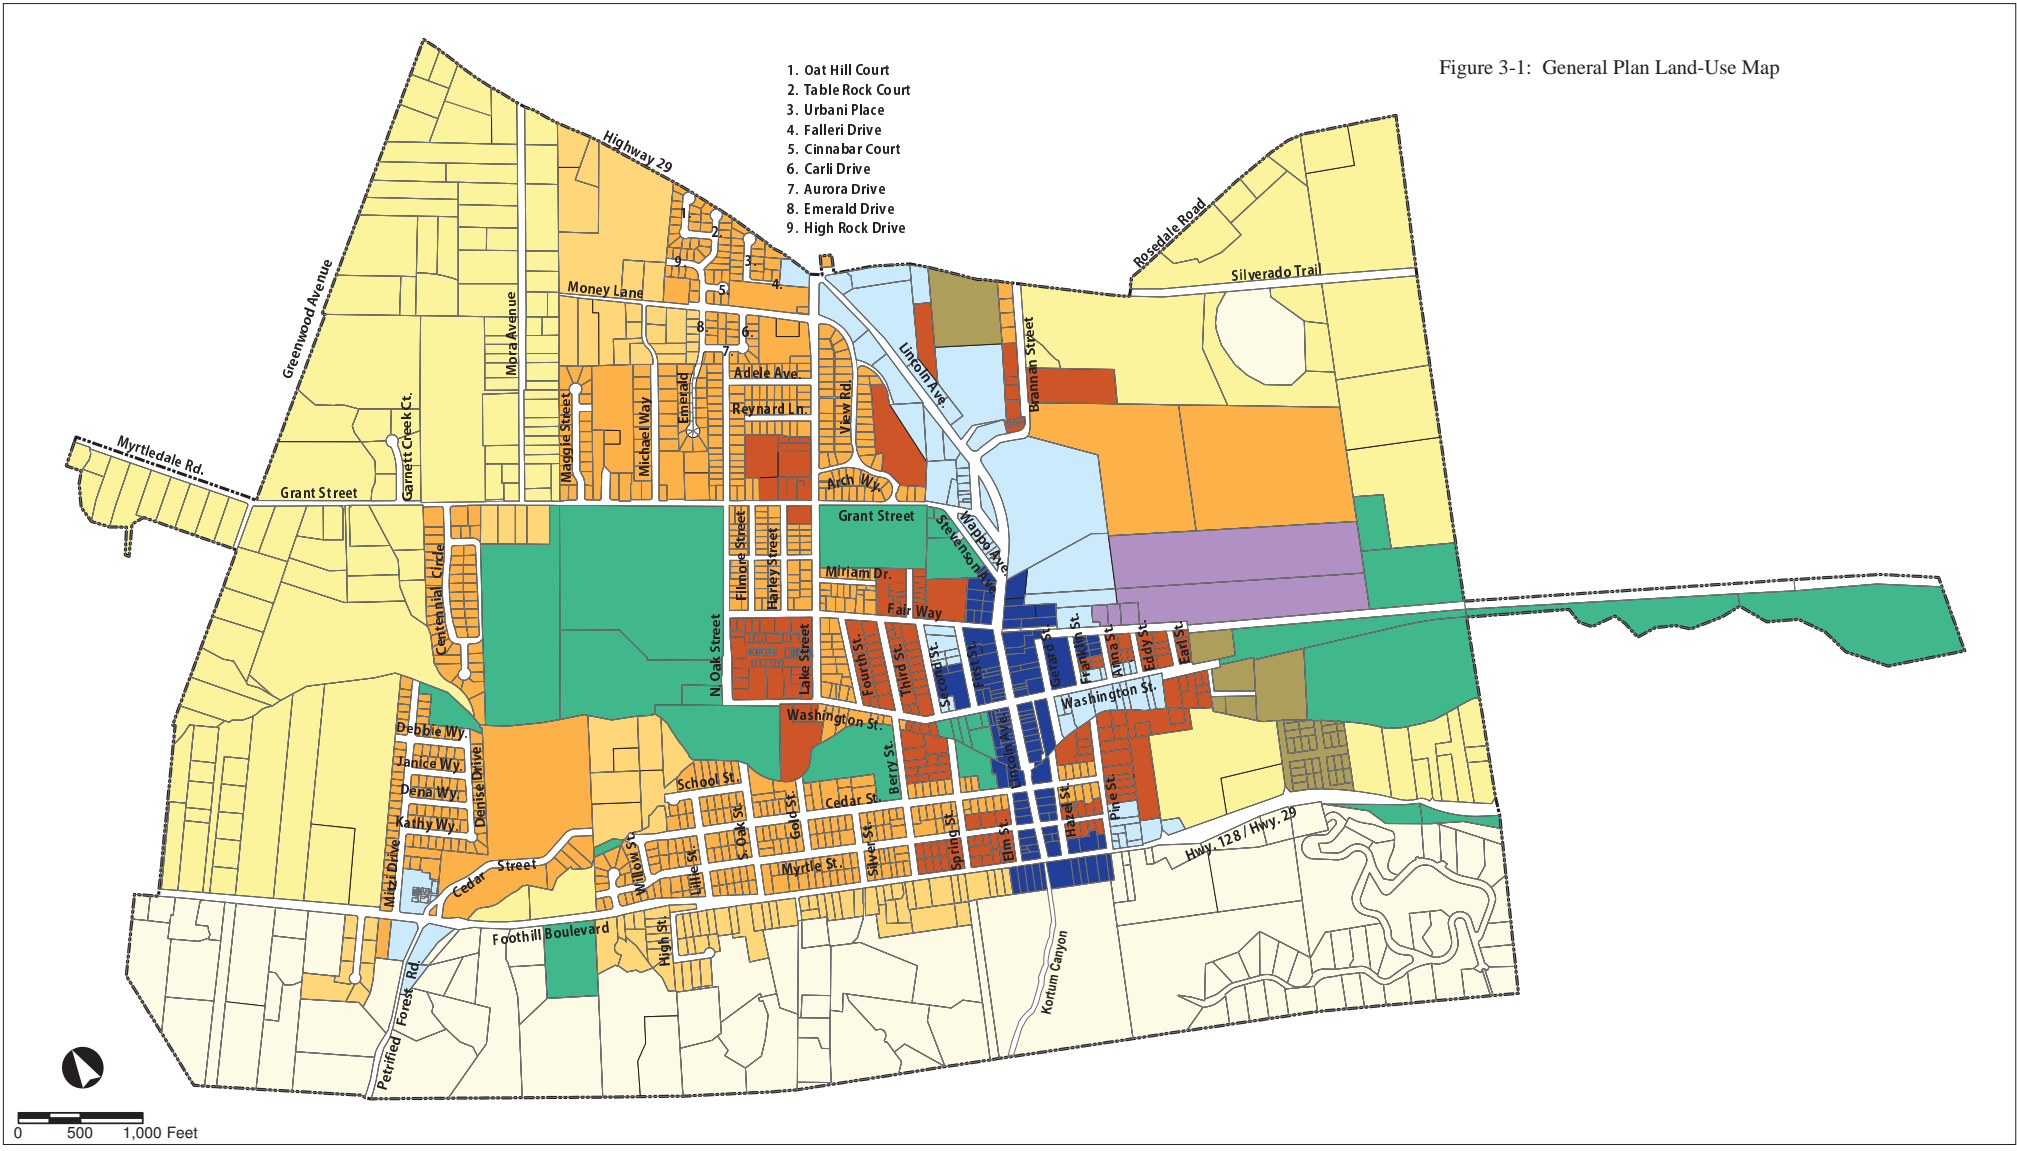 Figure 3-1: General Plan Land-Use Map
1. Oat Hill Court
2. Table Rock Court
3. Urbani Place
4. Falleri Drive
5. Cinnabar Court
6. Carli Drive
7. Aurora Drive
8. Emerald Drive
9. High Rock Drive
Highway 29
Rosedale Road
Silverado Trail
Greenwood Avenue
Mora Avenue
Money Lane
1.
2.
3.
4.
5.
6.
7.
8.
9.
Lincoln Ave.
Brannan Street
Adele Ave.
Reynard Ln.
View Rd.
Emerald
Michael Way
Maggie Street
Garnett Creek Ct.
Myrtledale Rd.
Grant Street
Arch Wy.
Grant Street
Wappo Ave.
Stevenson Ave.
Centennial Circle
Filmore Street
Harley Street
Miriam Dr.
Fair Way
N. Oak Street
Lake Street
Fourth St.
Third St.
Second St.
First St.
Gerard St.
Franklin St.
Anna St.
Eddy St.
Earl St.
Washington St.
Washington St.
Lincoln Ave.
Debbie Wy.
Janice Wy.
Dena Wy.
Kathy Wy.
Denise Drive
Mitzi Drive
School St.
Cedar St.
Berry St.
Gold St.
S. Oak St.
Silver St.
Spring St.
Elm St.
Hazel St.
Pine St.
Hwy. 128 / Hwy. 29
Cedar Street
Willow St.
Lillie St.
Myrtle St.
Foothill Boulevard
High St.
Petrified Forest Rd.
Kortum Canyon
0 500 1,000 Feet